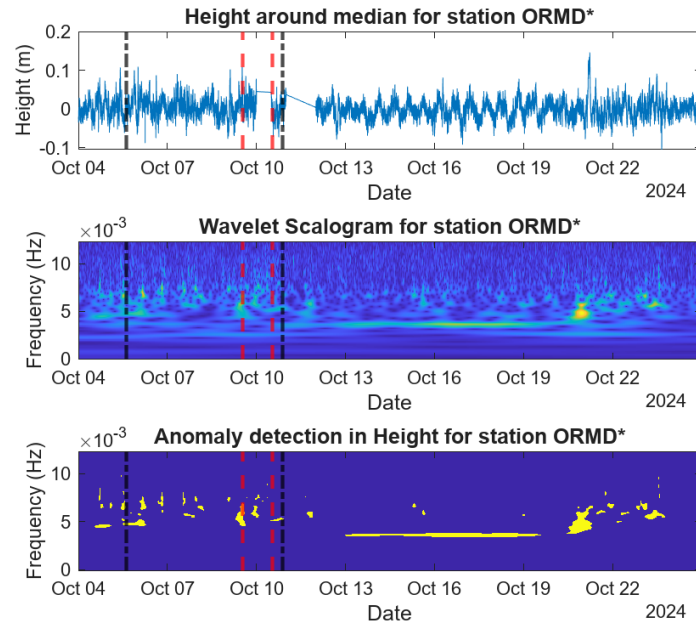 Height around median for station ORMD*
Height (m)
0.2
0.1
0
-0.1
Oct 04 Oct 07 Oct 10 Oct 13 Oct 16 Oct 19 Oct 22
Date
2024
Wavelet Scalogram for station ORMD*
×10⁻³
Frequency (Hz)
10
5
0
Oct 04 Oct 07 Oct 10 Oct 13 Oct 16 Oct 19 Oct 22
Date
2024
Anomaly detection in Height for station ORMD*
×10⁻³
Frequency (Hz)
10
5
0
Oct 04 Oct 07 Oct 10 Oct 13 Oct 16 Oct 19 Oct 22
Date
2024